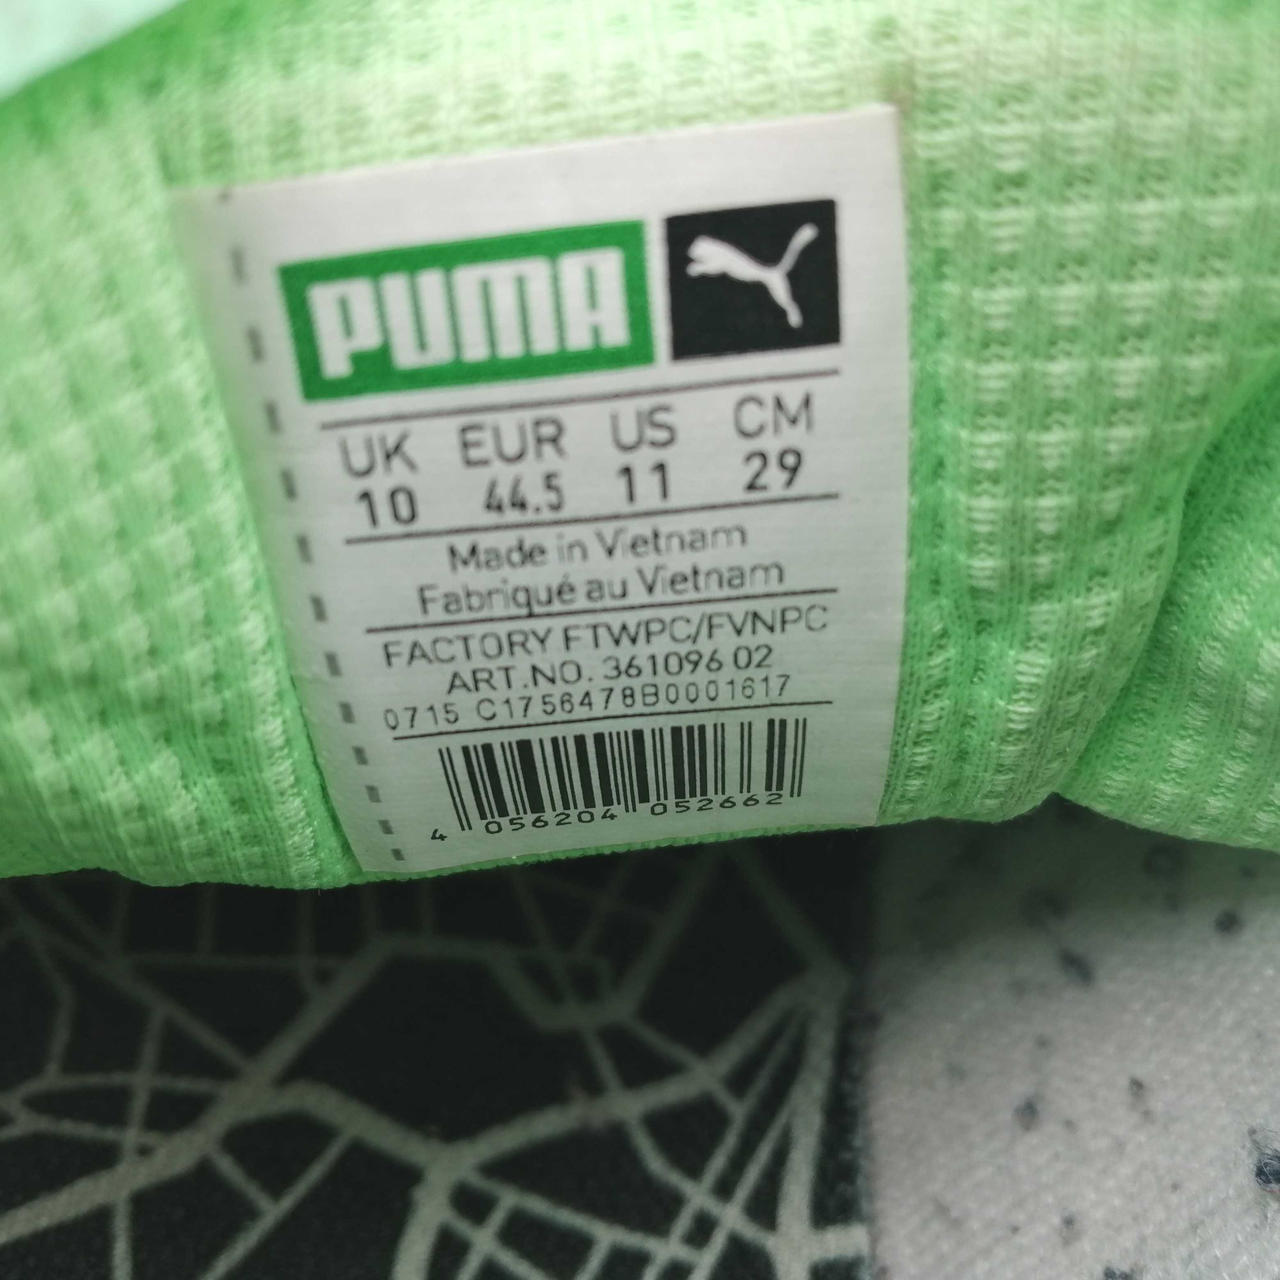 PUMA
UK EUR US CM
10 44.5 11 29
Made in Vietnam
Fabriqué au Vietnam
FACTORY FTWPC/FVNPC
ART.NO. 361096 02
0715 C1756478B0001617
4 056204 052662